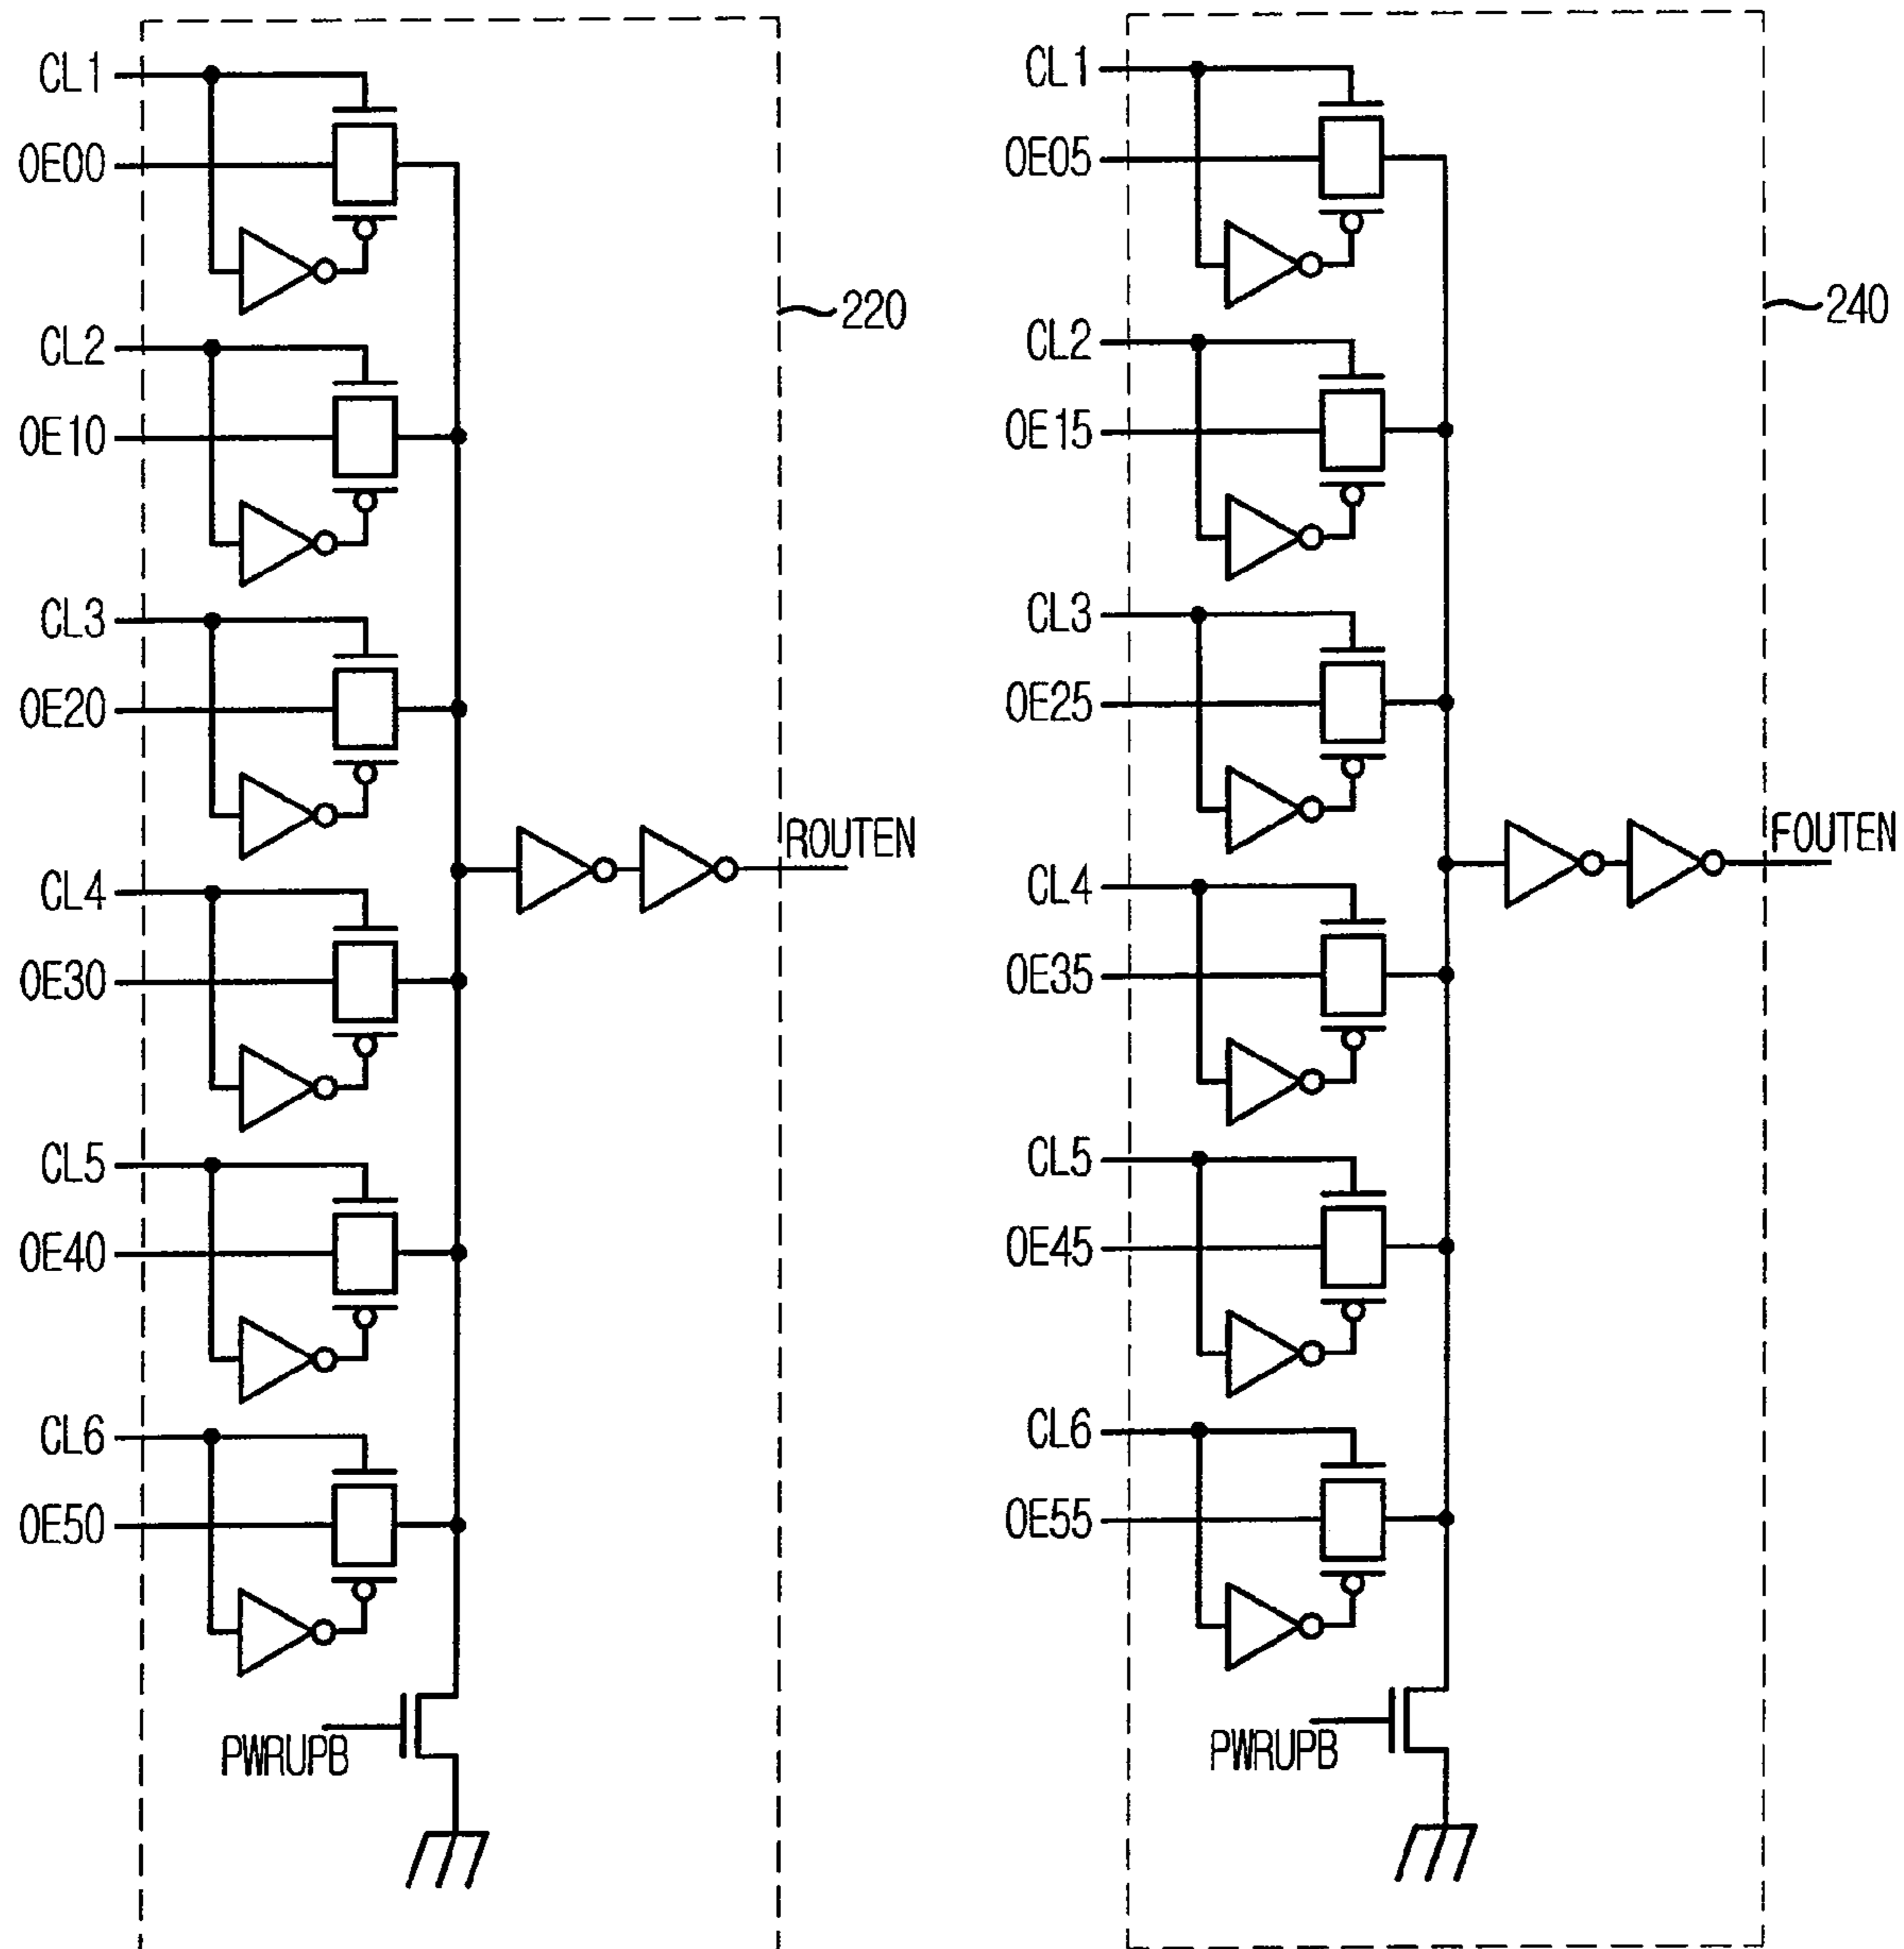 CL1
OE00
CL2
OE10
CL3
OE20
CL4
OE30
CL5
OE40
CL6
OE50
PWRUPB
ROUTEN
220
CL1
OE05
CL2
OE15
CL3
OE25
CL4
OE35
CL5
OE45
CL6
OE55
PWRUPB
FOUTEN
240